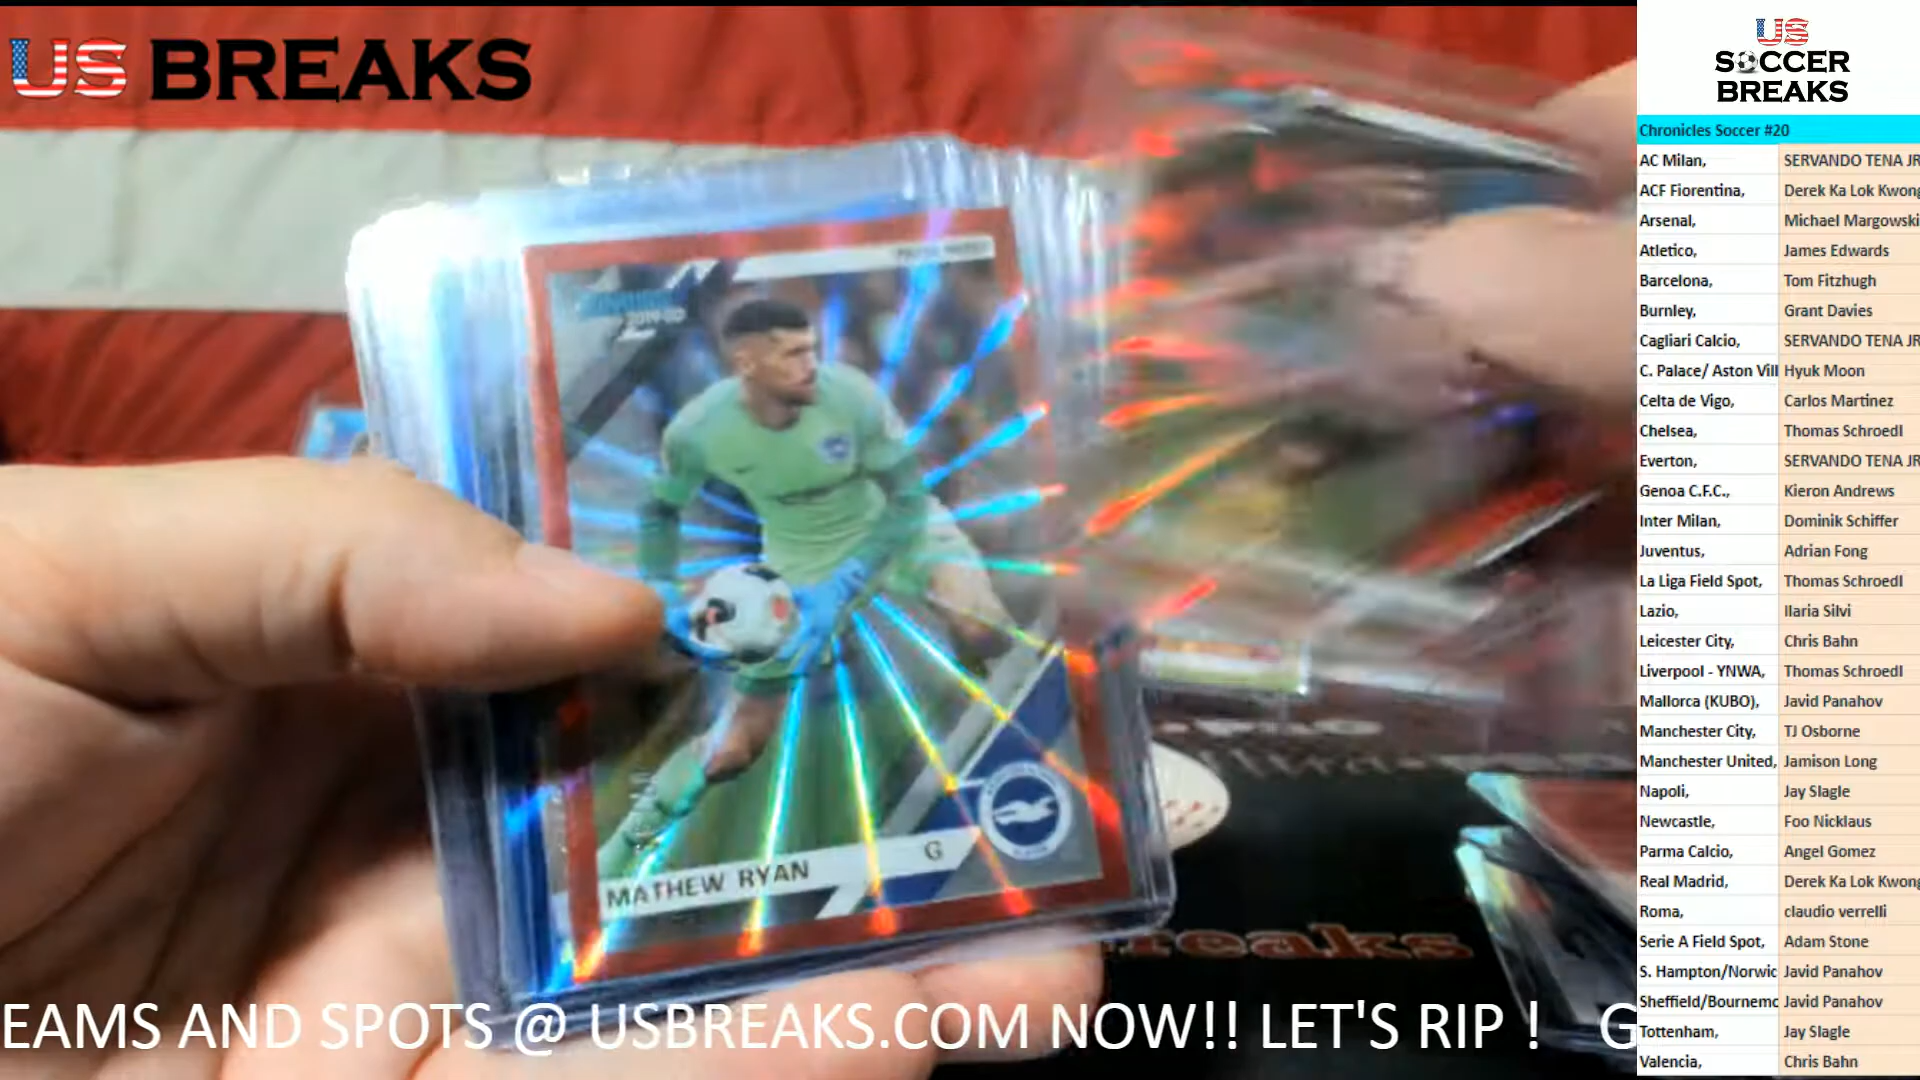 US BREAKS
US
SOCCER
BREAKS
Chronicles Soccer #20
AC Milan, SERVANDO TENA JR
ACF Fiorentina, Derek Ka Lok Kwong
Arsenal, Michael Margowski
Atletico, James Edwards
Barcelona, Tom Fitzhugh
Burnley, Grant Davies
Cagliari Calcio, SERVANDO TENA JR
C. Palace/ Aston Vill Hyuk Moon
Celta de Vigo, Carlos Martinez
Chelsea, Thomas Schroedl
Everton, SERVANDO TENA JR
Genoa C.F.C., Kieron Andrews
Inter Milan, Dominik Schiffer
Juventus, Adrian Fong
La Liga Field Spot, Thomas Schroedl
Lazio, Ilaria Silvi
Leicester City, Chris Bahn
Liverpool - YNWA, Thomas Schroedl
Mallorca (KUBO), Javid Panahov
Manchester City, TJ Osborne
Manchester United, Jamison Long
Napoli, Jay Slagle
Newcastle, Foo Nicklaus
Parma Calcio, Angel Gomez
Real Madrid, Derek Ka Lok Kwong
Roma, claudio verrelli
Serie A Field Spot, Adam Stone
S. Hampton/Norwic Javid Panahov
Sheffield/Bournemo Javid Panahov
Tottenham, Jay Slagle
Valencia, Chris Bahn
2019-20
MATHEW RYAN G
reaks
EAMS AND SPOTS @ USBREAKS.COM NOW!! LET'S RIP ! G